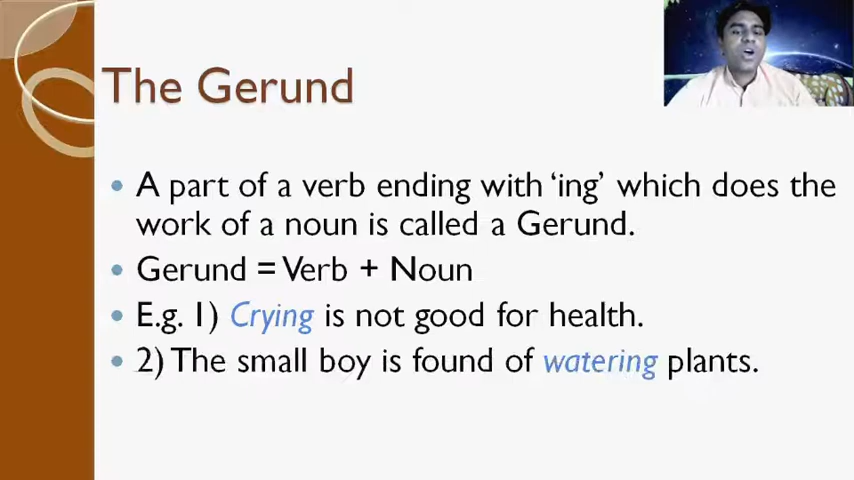 The Gerund
• A part of a verb ending with ‘ing’ which does the
work of a noun is called a Gerund.
• Gerund = Verb + Noun
• E.g. 1) Crying is not good for health.
• 2) The small boy is found of watering plants.